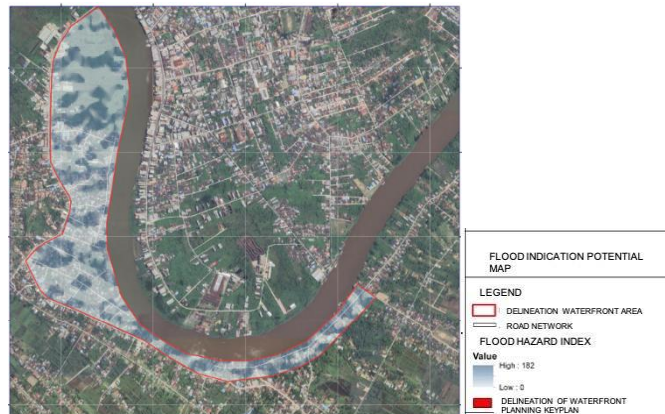 FLOOD INDICATION POTENTIAL
MAP
LEGEND
DELINEATION WATERFRONT AREA
ROAD NETWORK
FLOOD HAZARD INDEX
Value
High : 182
Low : 0
DELINEATION OF WATERFRONT
PLANNING KEYPLAN